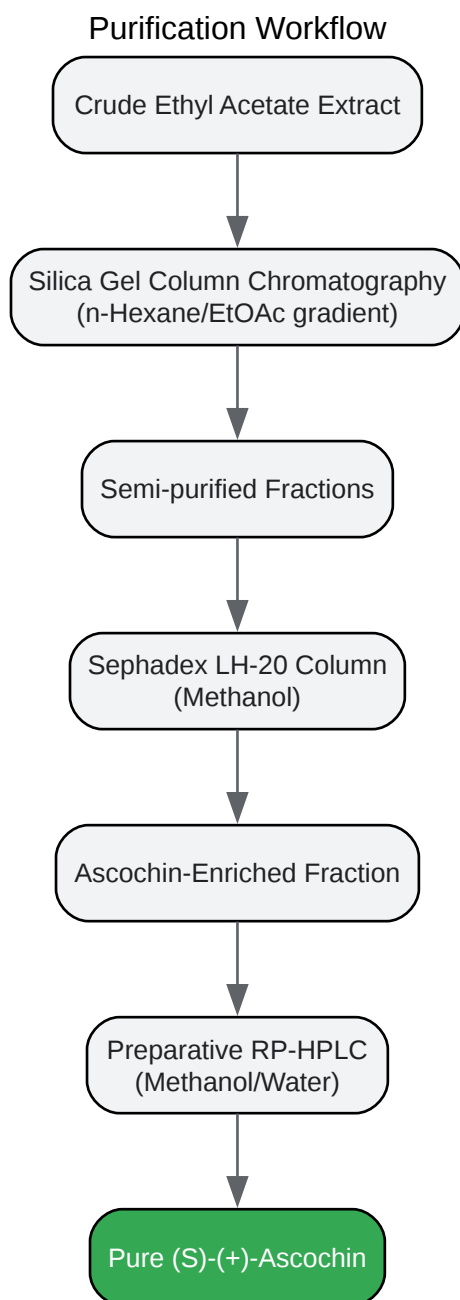 Purification Workflow
Crude Ethyl Acetate Extract
Silica Gel Column Chromatography
(n-Hexane/EtOAc gradient)
Semi-purified Fractions
Sephadex LH-20 Column
(Methanol)
Ascochin-Enriched Fraction
Preparative RP-HPLC
(Methanol/Water)
Pure (S)-(+)-Ascochin